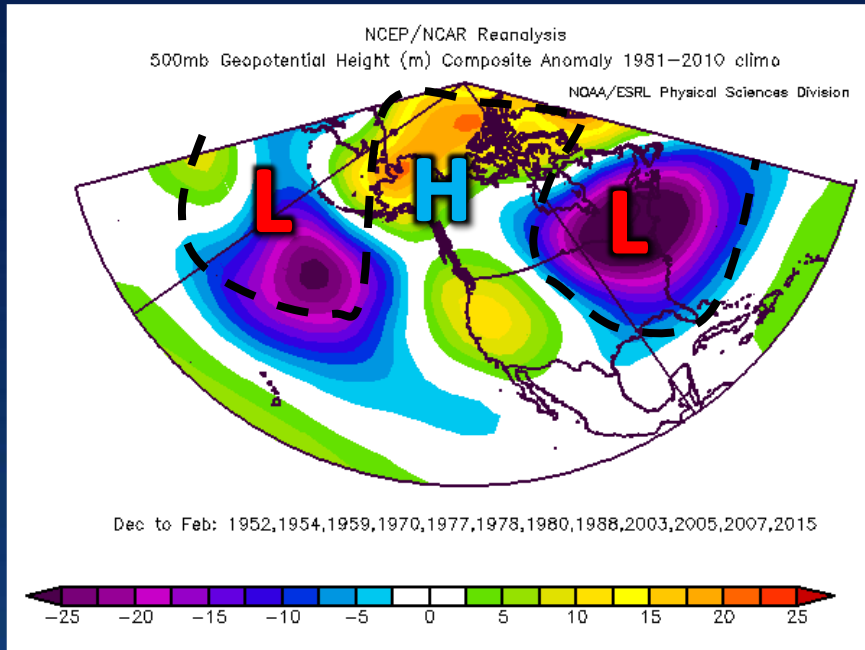 NCEP/NCAR Reanalysis
500mb Geopotential Height (m) Composite Anomaly 1981–2010 clima
NOAA/ESRL Physical Sciences Division
L
H
L
Dec to Feb: 1952,1954,1959,1970,1977,1978,1980,1988,2003,2005,2007,2015
−25 −20 −15 −10 −5 0 5 10 15 20 25